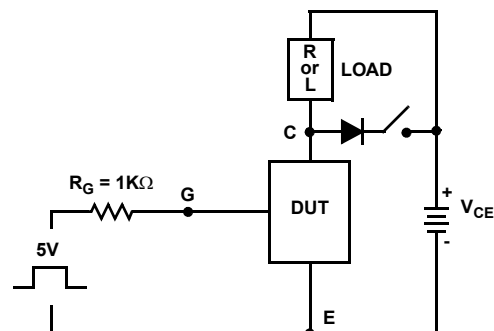 R
or
L
LOAD
C
R_G = 1KΩ
G
DUT
5V
+
V_CE
-
E